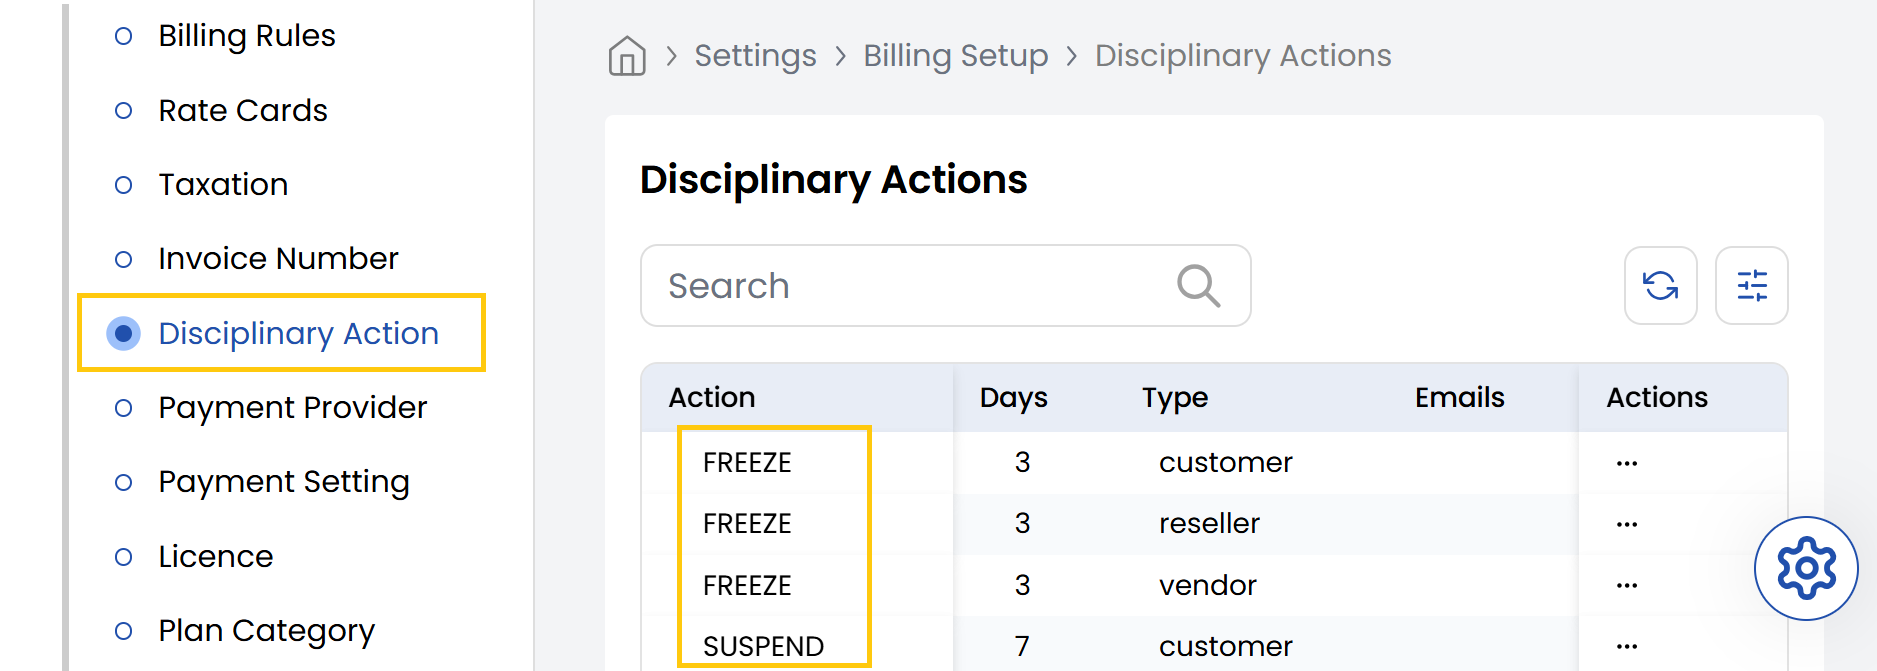 Billing Rules
Rate Cards
Taxation
Invoice Number
Disciplinary Action
Payment Provider
Payment Setting
Licence
Plan Category
Settings > Billing Setup > Disciplinary Actions
Disciplinary Actions
Search
Action Days Type Emails Actions
FREEZE 3 customer ...
FREEZE 3 reseller ...
FREEZE 3 vendor ...
SUSPEND 7 customer ...